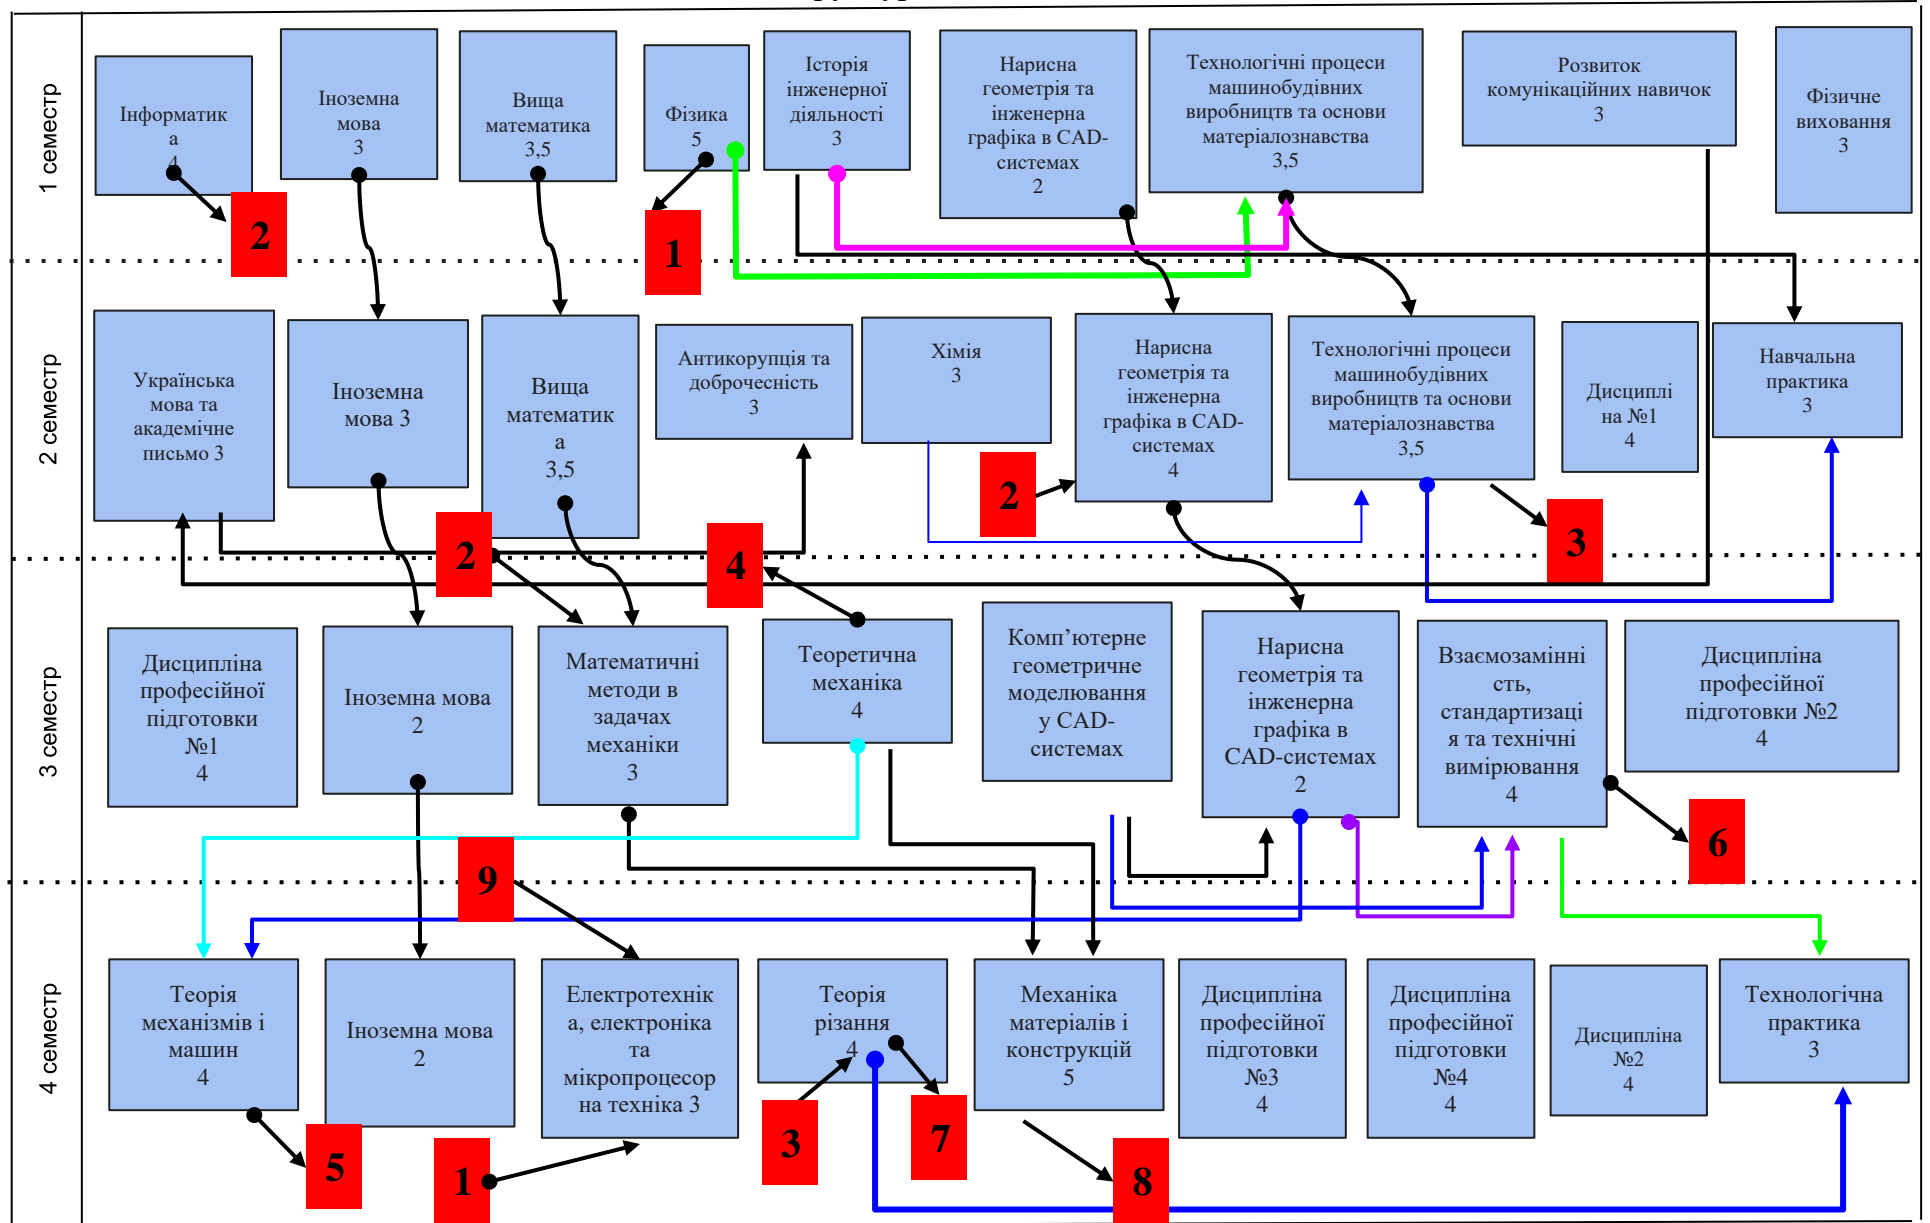 1 семестр
Інформатик
а
4
Іноземна
мова
3
Вища
математика
3,5
Фізика
5
Історія
інженерної
діяльності
3
Нарисна
геометрія та
інженерна
графіка в CAD-
системах
2
Технологічні процеси
машинобудівних
виробництв та основи
матеріалознавства
3,5
Розвиток
комунікаційних навичок
3
Фізичне
виховання
3
2
1
2 семестр
Українська
мова та
академічне
письмо 3
Іноземна
мова 3
Вища
математик
а
3,5
Антикорупція та
доброчесність
3
Хімія
3
Нарисна
геометрія та
інженерна
графіка в CAD-
системах
4
Технологічні процеси
машинобудівних
виробництв та основи
матеріалознавства
3,5
Дисциплі
на №1
4
Навчальна
практика
3
2
3
2
4
3 семестр
Дисципліна
професійної
підготовки
№1
4
Іноземна мова
2
Математичні
методи в
задачах
механіки
3
Теоретична
механіка
4
Комп’ютерне
геометричне
моделювання
у CAD-
системах
Нарисна
геометрія та
інженерна
графіка в
CAD-системах
2
Взаємозамінні
сть,
стандартизаці
я та технічні
вимірювання
4
Дисципліна
професійної
підготовки №2
4
6
9
4 семестр
Теорія
механізмів і
машин
4
Іноземна мова
2
Електротехнік
а, електроніка
та
мікропроцесор
на техніка 3
Теорія
різання
4
Механіка
матеріалів і
конструкцій
5
Дисципліна
професійної
підготовки
№3
4
Дисципліна
професійної
підготовки
№4
4
Дисципліна
№2
4
Технологічна
практика
3
5
1
3
7
8